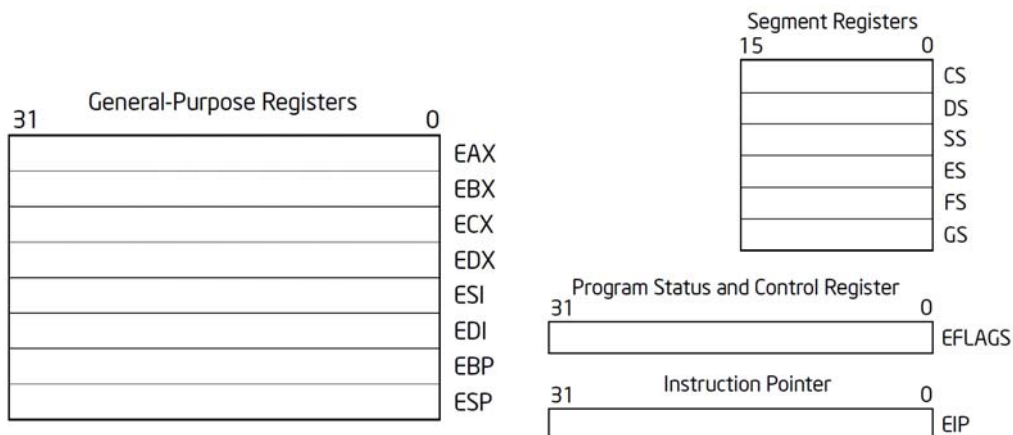 General-Purpose Registers
31 0
EAX
EBX
ECX
EDX
ESI
EDI
EBP
ESP
Segment Registers
15 0
CS
DS
SS
ES
FS
GS
Program Status and Control Register
31 0
EFLAGS
Instruction Pointer
31 0
EIP